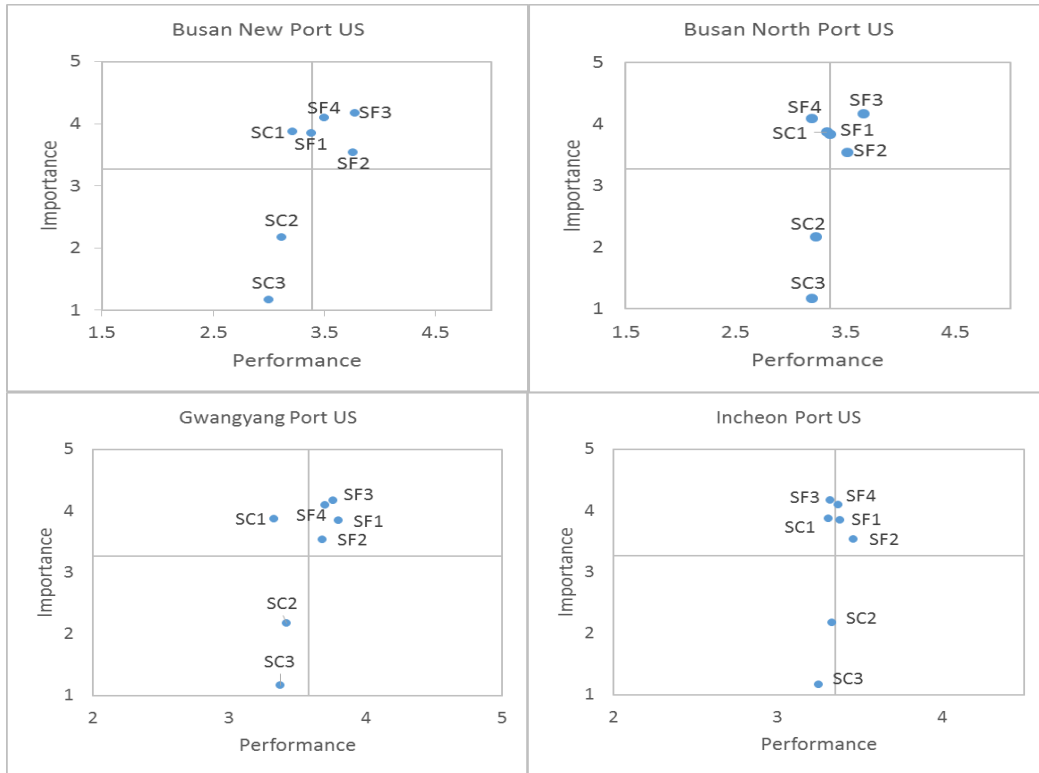 Busan New Port US
5
4
3
2
1
Importance
SF4
SF3
SC1
SF1
SF2
SC2
SC3
1.5
2.5
3.5
4.5
Performance
Busan North Port US
5
4
3
2
1
Importance
SF4
SF3
SC1
SF1
SF2
SC2
SC3
1.5
2.5
3.5
4.5
Performance
Gwangyang Port US
5
4
3
2
1
Importance
SF3
SC1
SF4
SF1
SF2
SC2
SC3
2
3
4
5
Performance
Incheon Port US
5
4
3
2
1
Importance
SF3
SF4
SC1
SF1
SF2
SC2
SC3
2
3
4
Performance